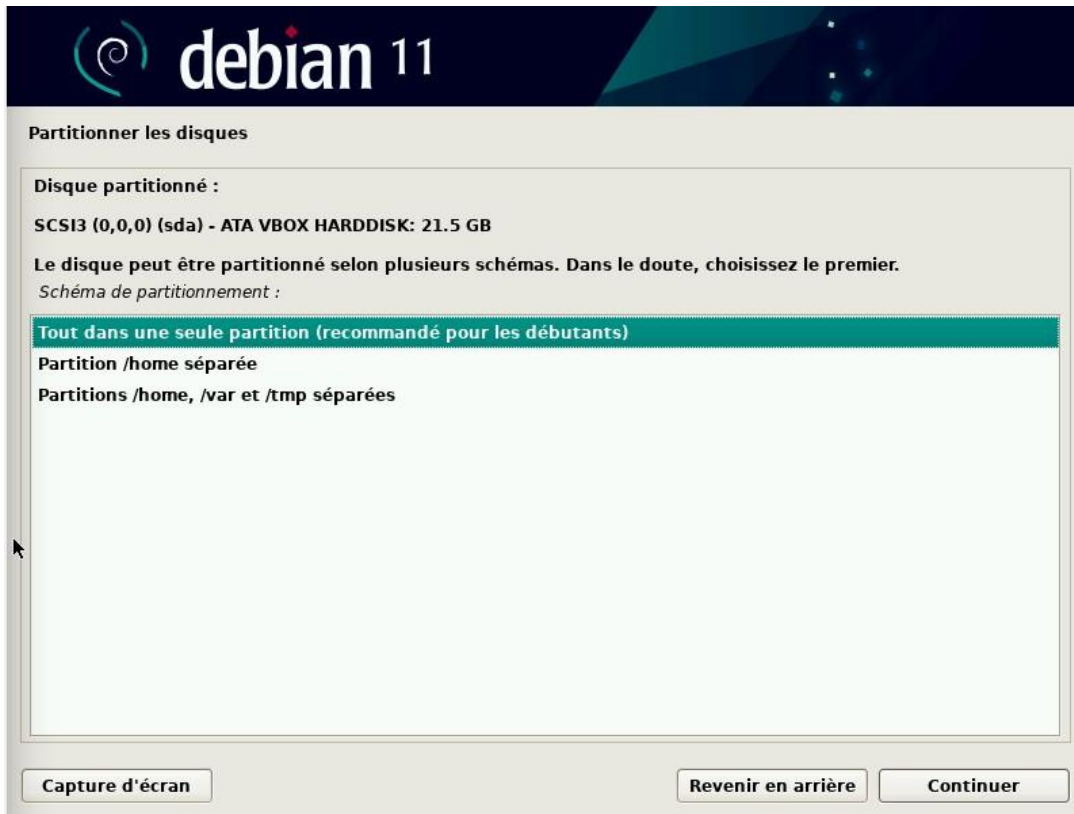 debian 11
Partitionner les disques
Disque partitionné :
SCSI3 (0,0,0) (sda) - ATA VBOX HARDDISK: 21.5 GB
Le disque peut être partitionné selon plusieurs schémas. Dans le doute, choisissez le premier.
Schéma de partitionnement :
Tout dans une seule partition (recommandé pour les débutants)
Partition /home séparée
Partitions /home, /var et /tmp séparées
Capture d'écran Revenir en arrière Continuer